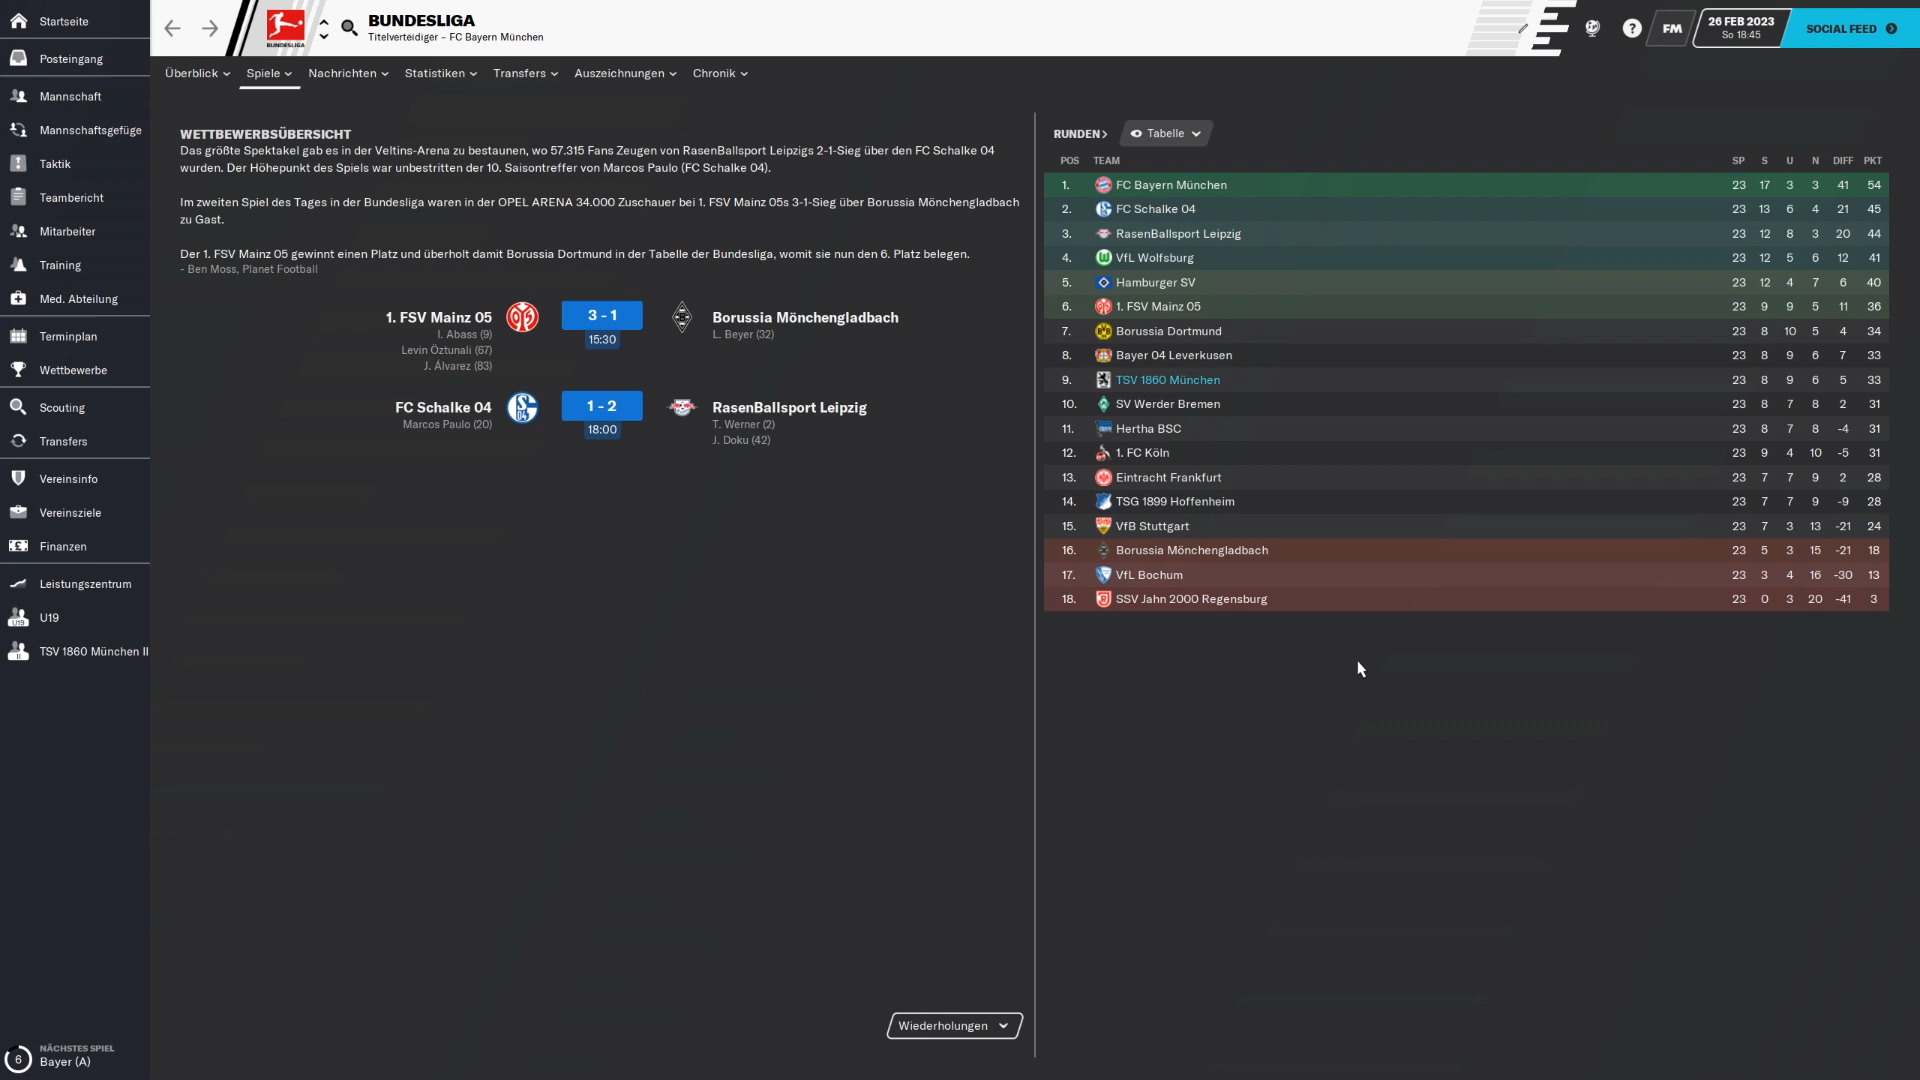 Startseite
Posteingang
Mannschaft
Mannschaftsgefüge
Taktik
Teambericht
Mitarbeiter
Training
Med. Abteilung
Terminplan
Wettbewerbe
Scouting
Transfers
Vereinsinfo
Vereinsziele
Finanzen
Leistungszentrum
U19
TSV 1860 München II
6
NÄCHSTES SPIEL
Bayer (A)
BUNDESLIGA
BUNDESLIGA
Titelverteidiger – FC Bayern München
?
FM
26 FEB 2023
So 18:45
SOCIAL FEED
Überblick Spiele Nachrichten Statistiken Transfers Auszeichnungen Chronik
WETTBEWERBSÜBERSICHT
Das größte Spektakel gab es in der Veltins-Arena zu bestaunen, wo 57.315 Fans Zeugen von RasenBallsport Leipzigs 2-1-Sieg über den FC Schalke 04
wurden. Der Höhepunkt des Spiels war unbestritten der 10. Saisontreffer von Marcos Paulo (FC Schalke 04).
Im zweiten Spiel des Tages in der Bundesliga waren in der OPEL ARENA 34.000 Zuschauer bei 1. FSV Mainz 05s 3-1-Sieg über Borussia Mönchengladbach
zu Gast.
Der 1. FSV Mainz 05 gewinnt einen Platz und überholt damit Borussia Dortmund in der Tabelle der Bundesliga, womit sie nun den 6. Platz belegen.
- Ben Moss, Planet Football
1. FSV Mainz 05 3 - 1 Borussia Mönchengladbach
I. Abass (9) 15:30 L. Beyer (32)
Levin Öztunali (67)
J. Álvarez (83)
FC Schalke 04 1 - 2 RasenBallsport Leipzig
Marcos Paulo (20) 18:00 T. Werner (2)
J. Doku (42)
Wiederholungen
RUNDEN> Tabelle
POS TEAM SP S U N DIFF PKT
1. FC Bayern München 23 17 3 3 41 54
2. FC Schalke 04 23 13 6 4 21 45
3. RasenBallsport Leipzig 23 12 8 3 20 44
4. VfL Wolfsburg 23 12 5 6 12 41
5. Hamburger SV 23 12 4 7 6 40
6. 1. FSV Mainz 05 23 9 9 5 11 36
7. Borussia Dortmund 23 8 10 5 4 34
8. Bayer 04 Leverkusen 23 8 9 6 7 33
9. TSV 1860 München 23 8 9 6 5 33
10. SV Werder Bremen 23 8 7 8 2 31
11. Hertha BSC 23 8 7 8 -4 31
12. 1. FC Köln 23 9 4 10 -5 31
13. Eintracht Frankfurt 23 7 7 9 2 28
14. TSG 1899 Hoffenheim 23 7 7 9 -9 28
15. VfB Stuttgart 23 7 3 13 -21 24
16. Borussia Mönchengladbach 23 5 3 15 -21 18
17. VfL Bochum 23 3 4 16 -30 13
18. SSV Jahn 2000 Regensburg 23 0 3 20 -41 3